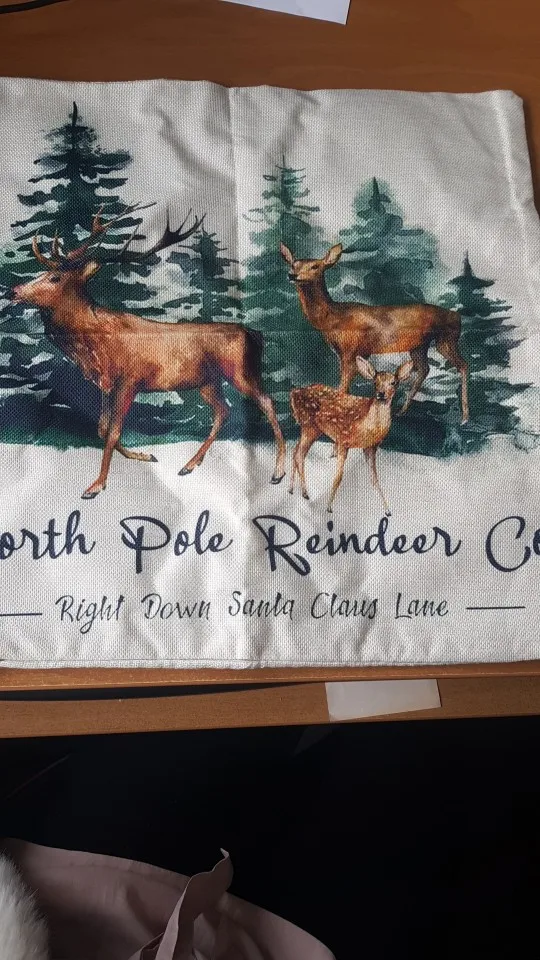 orth Pole Reindeer Co
Right Down Santa Claus Lane